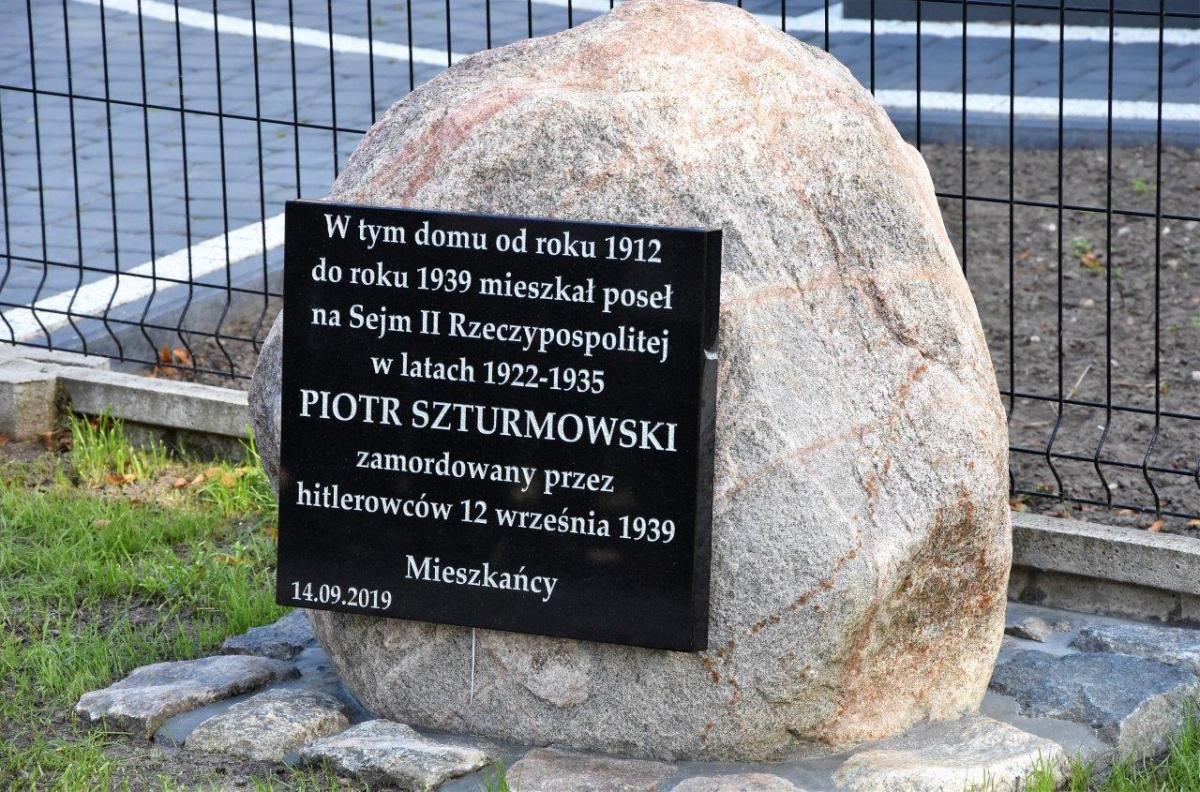 W tym domu od roku 1912
do roku 1939 mieszkał poseł
na Sejm II Rzeczypospolitej
w latach 1922-1935
PIOTR SZTURMOWSKI
zamordowany przez
hitlerowców 12 września 1939
Mieszkańcy
14.09.2019